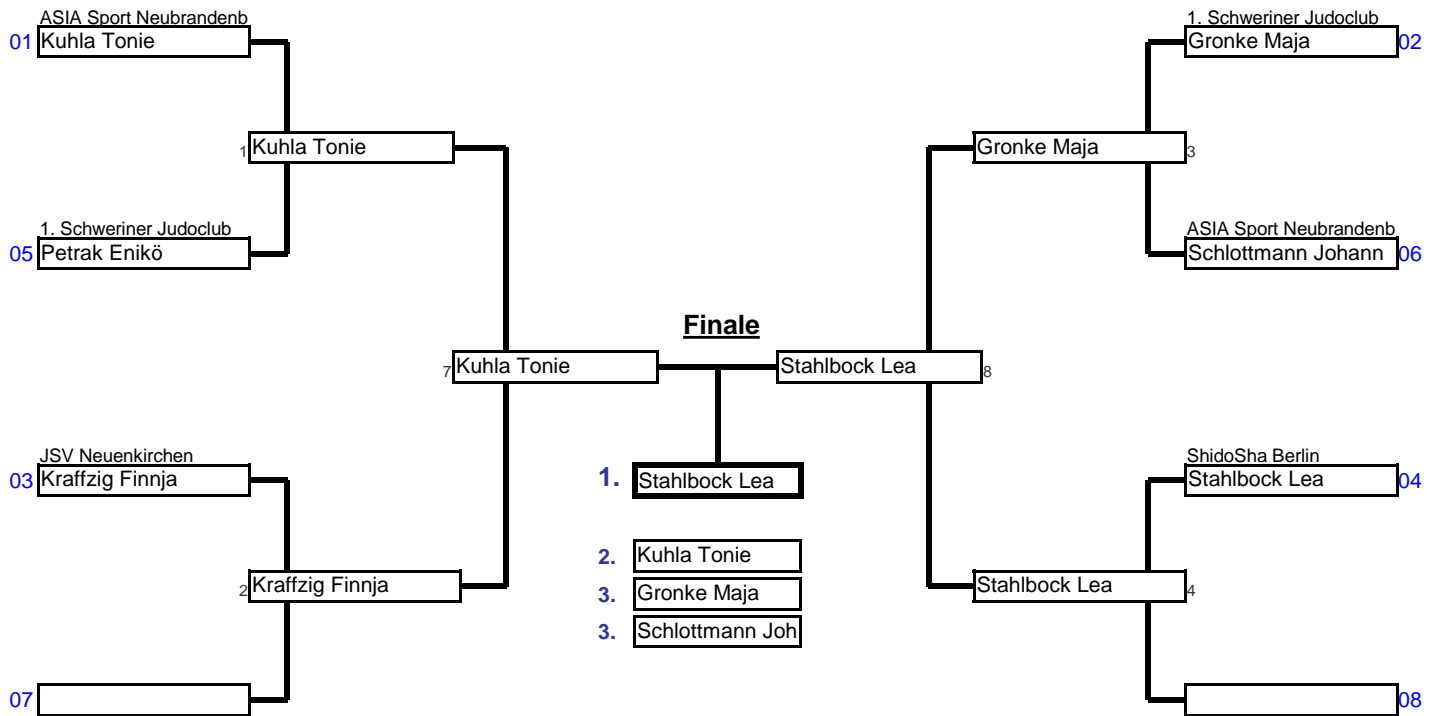 ASIA Sport Neubrandenb
01 Kuhla Tonie
1. Schweriner Judoclub
Gronke Maja 02
1 Kuhla Tonie
Gronke Maja 3
1. Schweriner Judoclub
05 Petrak Enikö
ASIA Sport Neubrandenb
Schlottmann Johann 06
Finale
7 Kuhla Tonie
Stahlbock Lea 8
JSV Neuenkirchen
03 Kraffzig Finnja
1. Stahlbock Lea
ShidoSha Berlin
Stahlbock Lea 04
2. Kuhla Tonie
3. Gronke Maja
3. Schlottmann Joh
2 Kraffzig Finnja
Stahlbock Lea 4
07
08